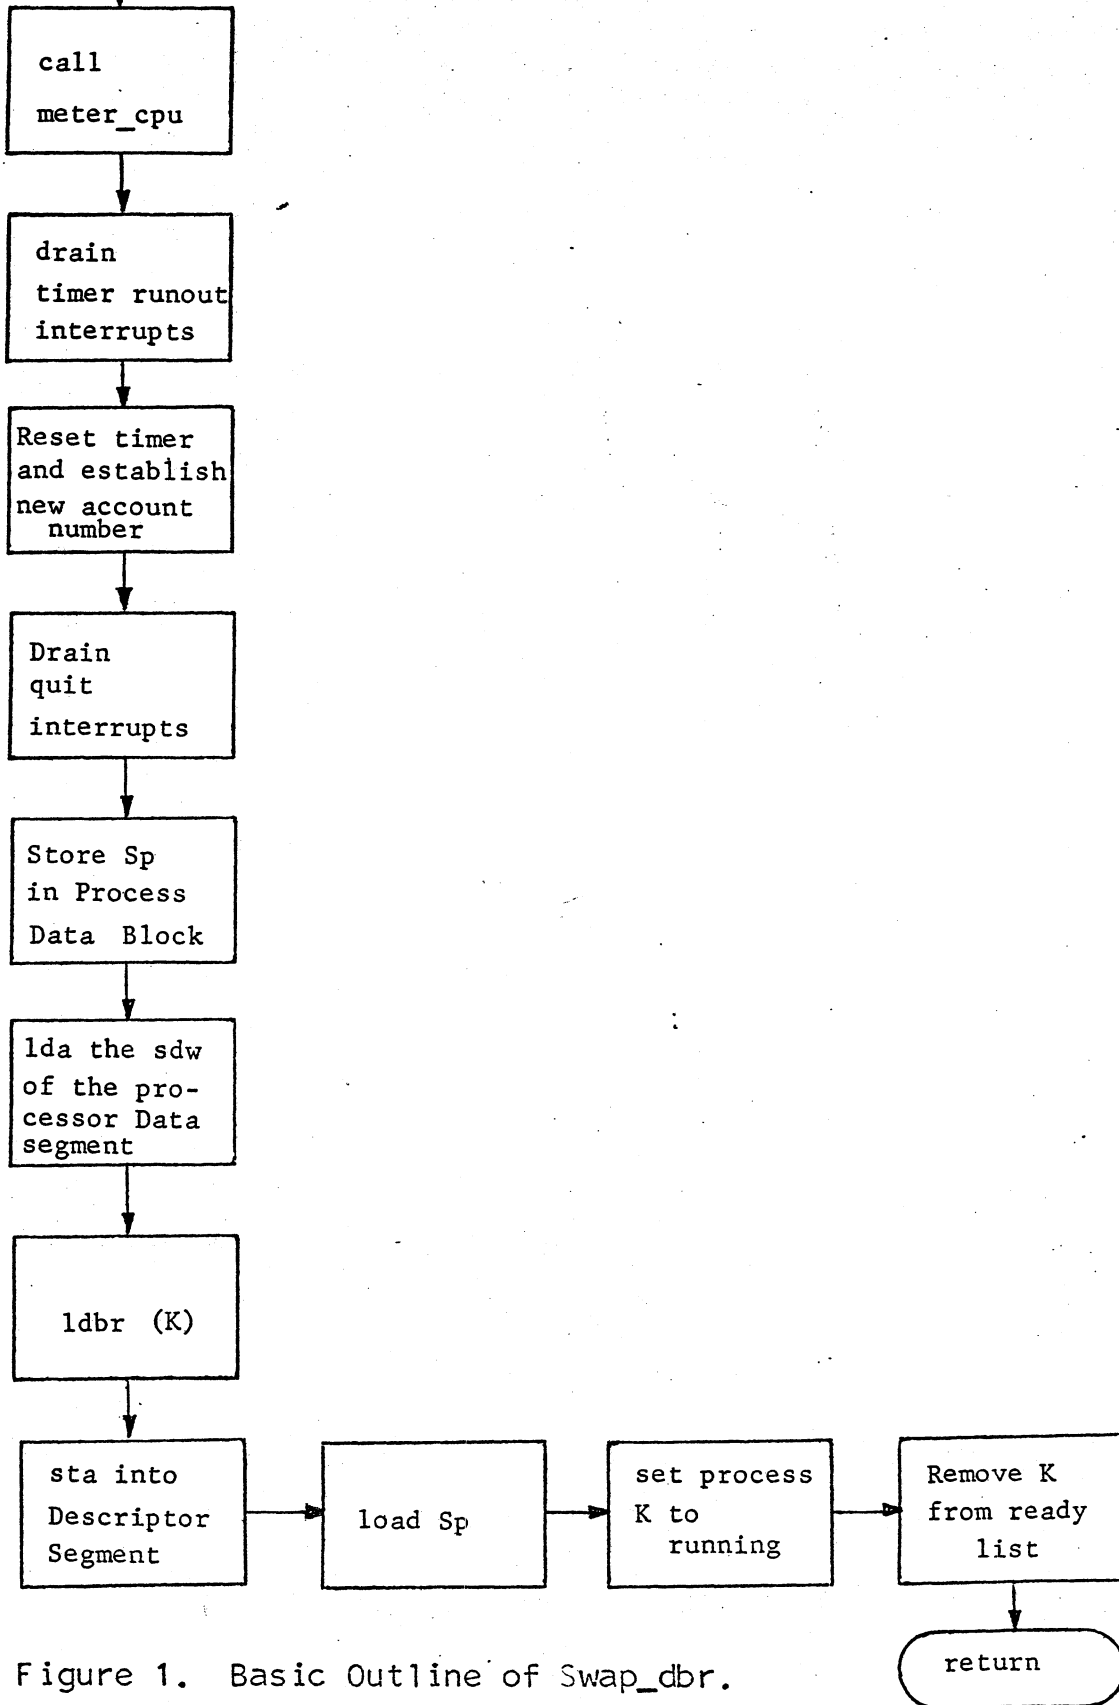 call
meter_cpu
drain
timer runout
interrupts
Reset timer
and establish
new account
number
Drain
quit
interrupts
Store Sp
in Process
Data Block
lda the sdw
of the pro-
cessor Data
segment
ldbr (K)
sta into
Descriptor
Segment
load Sp
set process
K to
running
Remove K
from ready
list
return
Figure 1. Basic Outline of Swap_dbr.